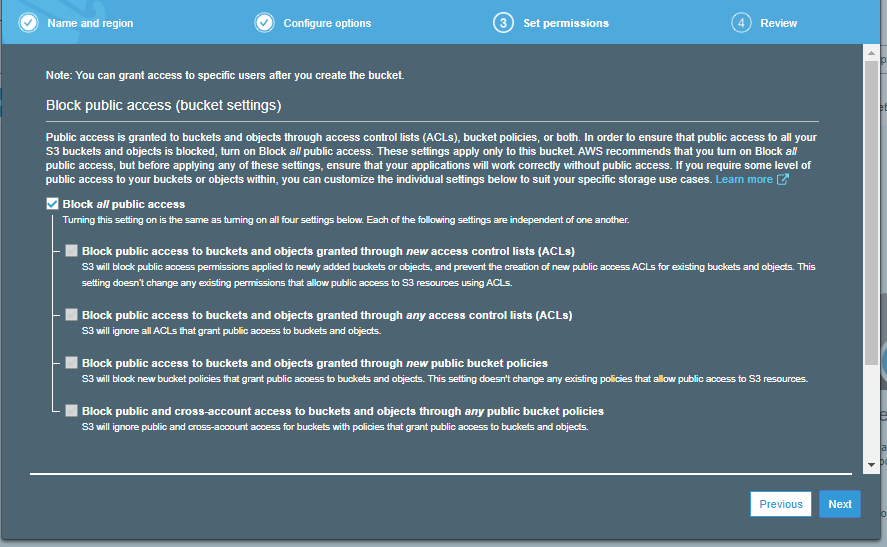 Name and region
Configure options
3 Set permissions
4 Review
Note: You can grant access to specific users after you create the bucket.
Block public access (bucket settings)
Public access is granted to buckets and objects through access control lists (ACLs), bucket policies, or both. In order to ensure that public access to all your
S3 buckets and objects is blocked, turn on Block all public access. These settings apply only to this bucket. AWS recommends that you turn on Block all
public access, but before applying any of these settings, ensure that your applications will work correctly without public access. If you require some level of
public access to your buckets or objects within, you can customize the individual settings below to suit your specific storage use cases. Learn more
Block all public access
Turning this setting on is the same as turning on all four settings below. Each of the following settings are independent of one another.
Block public access to buckets and objects granted through new access control lists (ACLs)
S3 will block public access permissions applied to newly added buckets or objects, and prevent the creation of new public access ACLs for existing buckets and objects. This
setting doesn't change any existing permissions that allow public access to S3 resources using ACLs.
Block public access to buckets and objects granted through any access control lists (ACLs)
S3 will ignore all ACLs that grant public access to buckets and objects.
Block public access to buckets and objects granted through new public bucket policies
S3 will block new bucket policies that grant public access to buckets and objects. This setting doesn't change any existing policies that allow public access to S3 resources.
Block public and cross-account access to buckets and objects through any public bucket policies
S3 will ignore public and cross-account access for buckets with policies that grant public access to buckets and objects.
Previous
Next